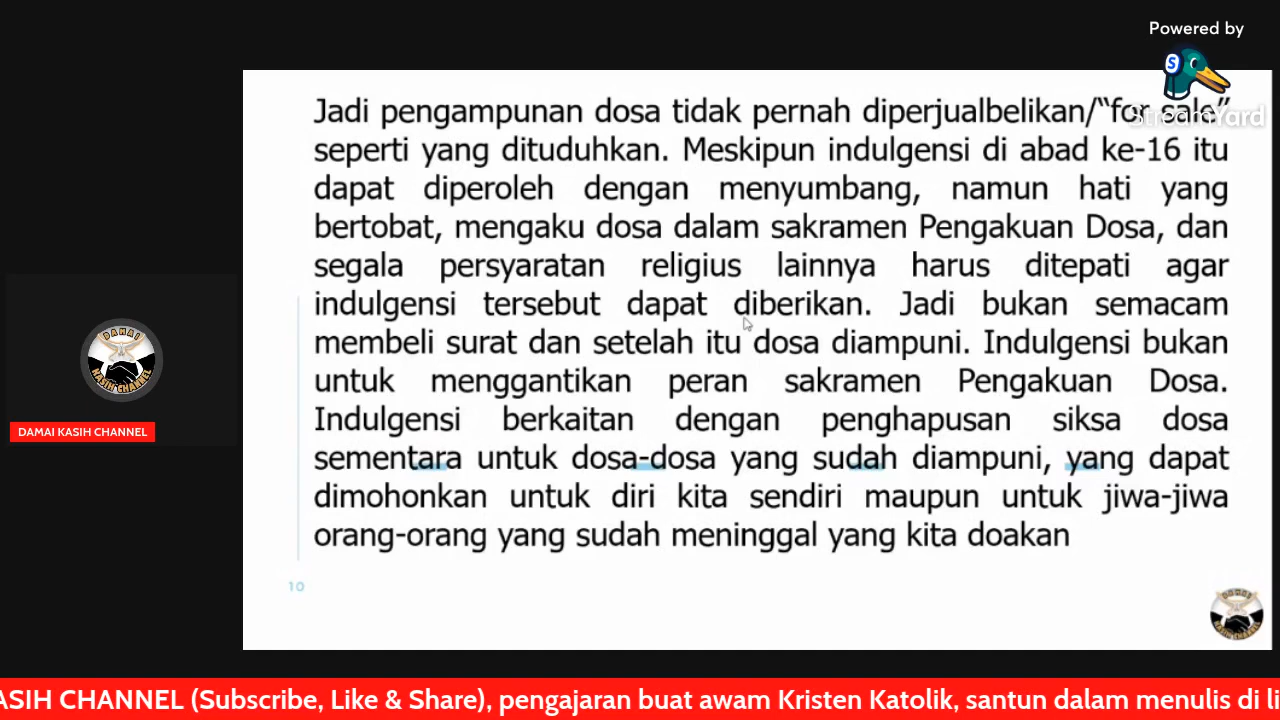 Powered by
StreamYard
Jadi pengampunan dosa tidak pernah diperjualbelikan/“for sale”
seperti yang dituduhkan. Meskipun indulgensi di abad ke-16 itu
dapat diperoleh dengan menyumbang, namun hati yang
bertobat, mengaku dosa dalam sakramen Pengakuan Dosa, dan
segala persyaratan religius lainnya harus ditepati agar
indulgensi tersebut dapat diberikan. Jadi bukan semacam
membeli surat dan setelah itu dosa diampuni. Indulgensi bukan
untuk menggantikan peran sakramen Pengakuan Dosa.
Indulgensi berkaitan dengan penghapusan siksa dosa
sementara untuk dosa-dosa yang sudah diampuni, yang dapat
dimohonkan untuk diri kita sendiri maupun untuk jiwa-jiwa
orang-orang yang sudah meninggal yang kita doakan
10
DAMAI
KASIH CHANNEL
DAMAI KASIH CHANNEL
ASIH CHANNEL (Subscribe, Like & Share), pengajaran buat awam Kristen Katolik, santun dalam menulis di li